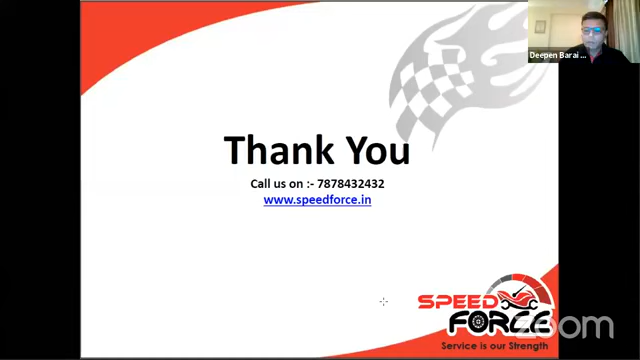 Deepen Barai ...
Thank You
Call us on :- 7878432432
www.speedforce.in
SPEED
FORCE
zoom
Service is our Strength